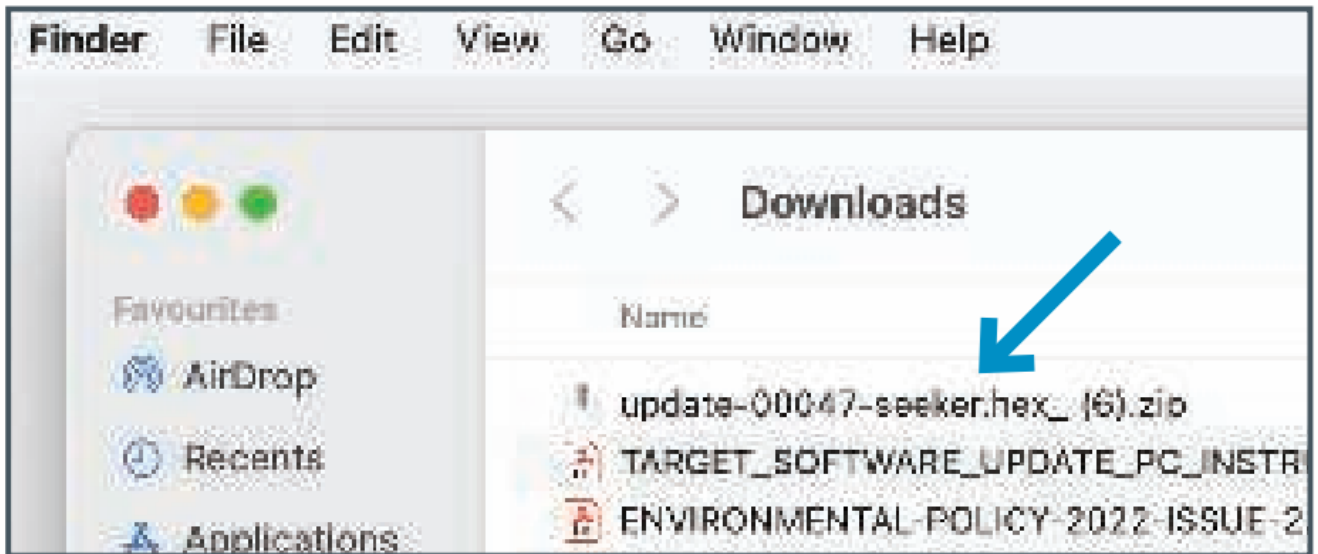 Finder File Edit View Go Window Help
Downloads
Favourites
Name
AirDrop
update-00047-seeker.hex_ (6).zip
Recents
TARGET_SOFTWARE_UPDATE_PC_INSTR
Applications
ENVIRONMENTAL-POLICY-2022-ISSUE-2